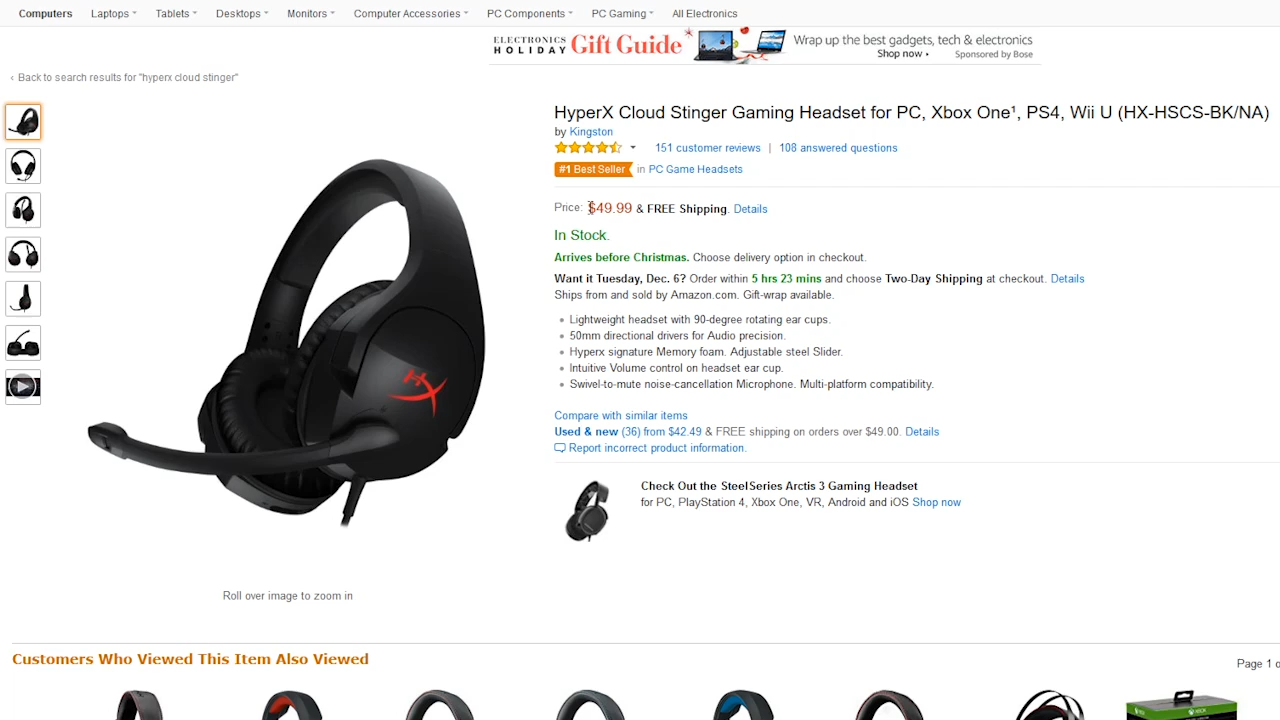 Computers Laptops Tablets Desktops Monitors Computer Accessories PC Components PC Gaming All Electronics
ELECTRONICS HOLIDAY Gift Guide Wrap up the best gadgets, tech & electronics
Shop now Sponsored by Bose
‹ Back to search results for "hyperx cloud stinger"
HyperX Cloud Stinger Gaming Headset for PC, Xbox One¹, PS4, Wii U (HX-HSCS-BK/NA)
by Kingston
151 customer reviews | 108 answered questions
#1 Best Seller in PC Game Headsets
Price: $49.99 & FREE Shipping. Details
In Stock.
Arrives before Christmas. Choose delivery option in checkout.
Want it Tuesday, Dec. 6? Order within 5 hrs 23 mins and choose Two-Day Shipping at checkout. Details
Ships from and sold by Amazon.com. Gift-wrap available.
• Lightweight headset with 90-degree rotating ear cups.
• 50mm directional drivers for Audio precision.
• Hyperx signature Memory foam. Adjustable steel Slider.
• Intuitive Volume control on headset ear cup.
• Swivel-to-mute noise-cancellation Microphone. Multi-platform compatibility.
Compare with similar items
Used & new (36) from $42.49 & FREE shipping on orders over $49.00. Details
Report incorrect product information.
Check Out the SteelSeries Arctis 3 Gaming Headset
for PC, PlayStation 4, Xbox One, VR, Android and iOS Shop now
HX
Roll over image to zoom in
Customers Who Viewed This Item Also Viewed
Page 1 o